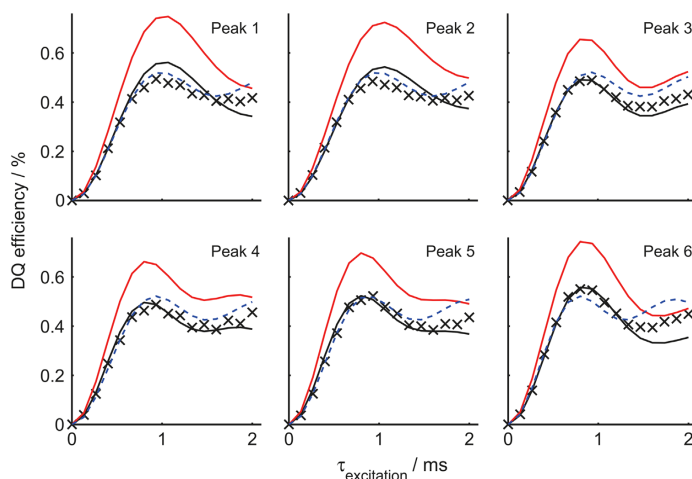 Peak 1
Peak 2
Peak 3
0.6
0.4
0.2
0
DQ efficiency / %
Peak 4
Peak 5
Peak 6
0.6
0.4
0.2
0
0 1 2 0 1 2 0 1 2
τexcitation / ms